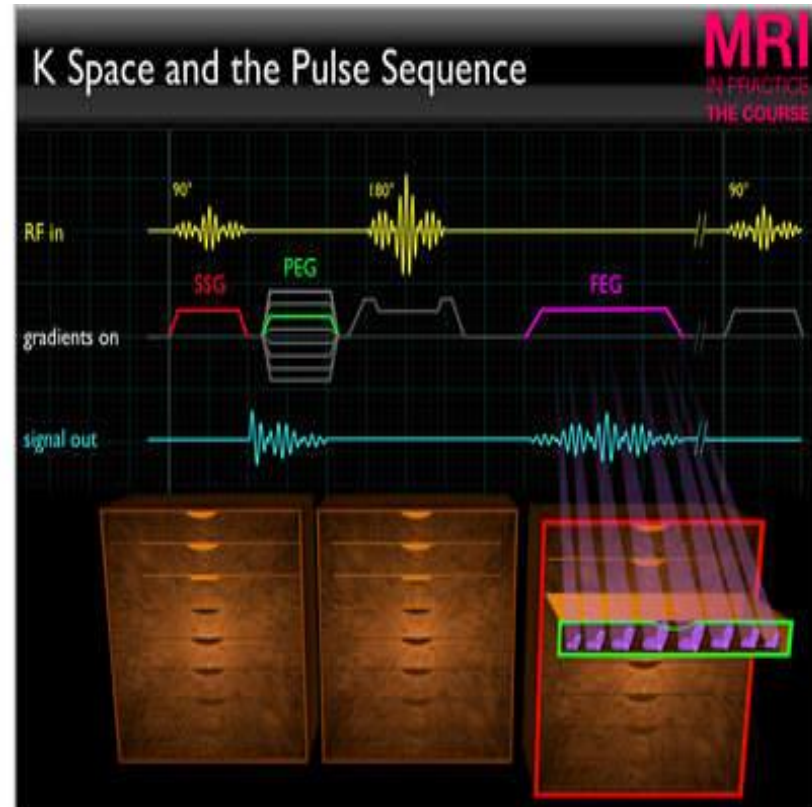 K Space and the Pulse Sequence
MRI
IN PRACTICE
THE COURSE
90°
180°
90°
RF in
SSG
PEG
FEG
gradients on
signal out